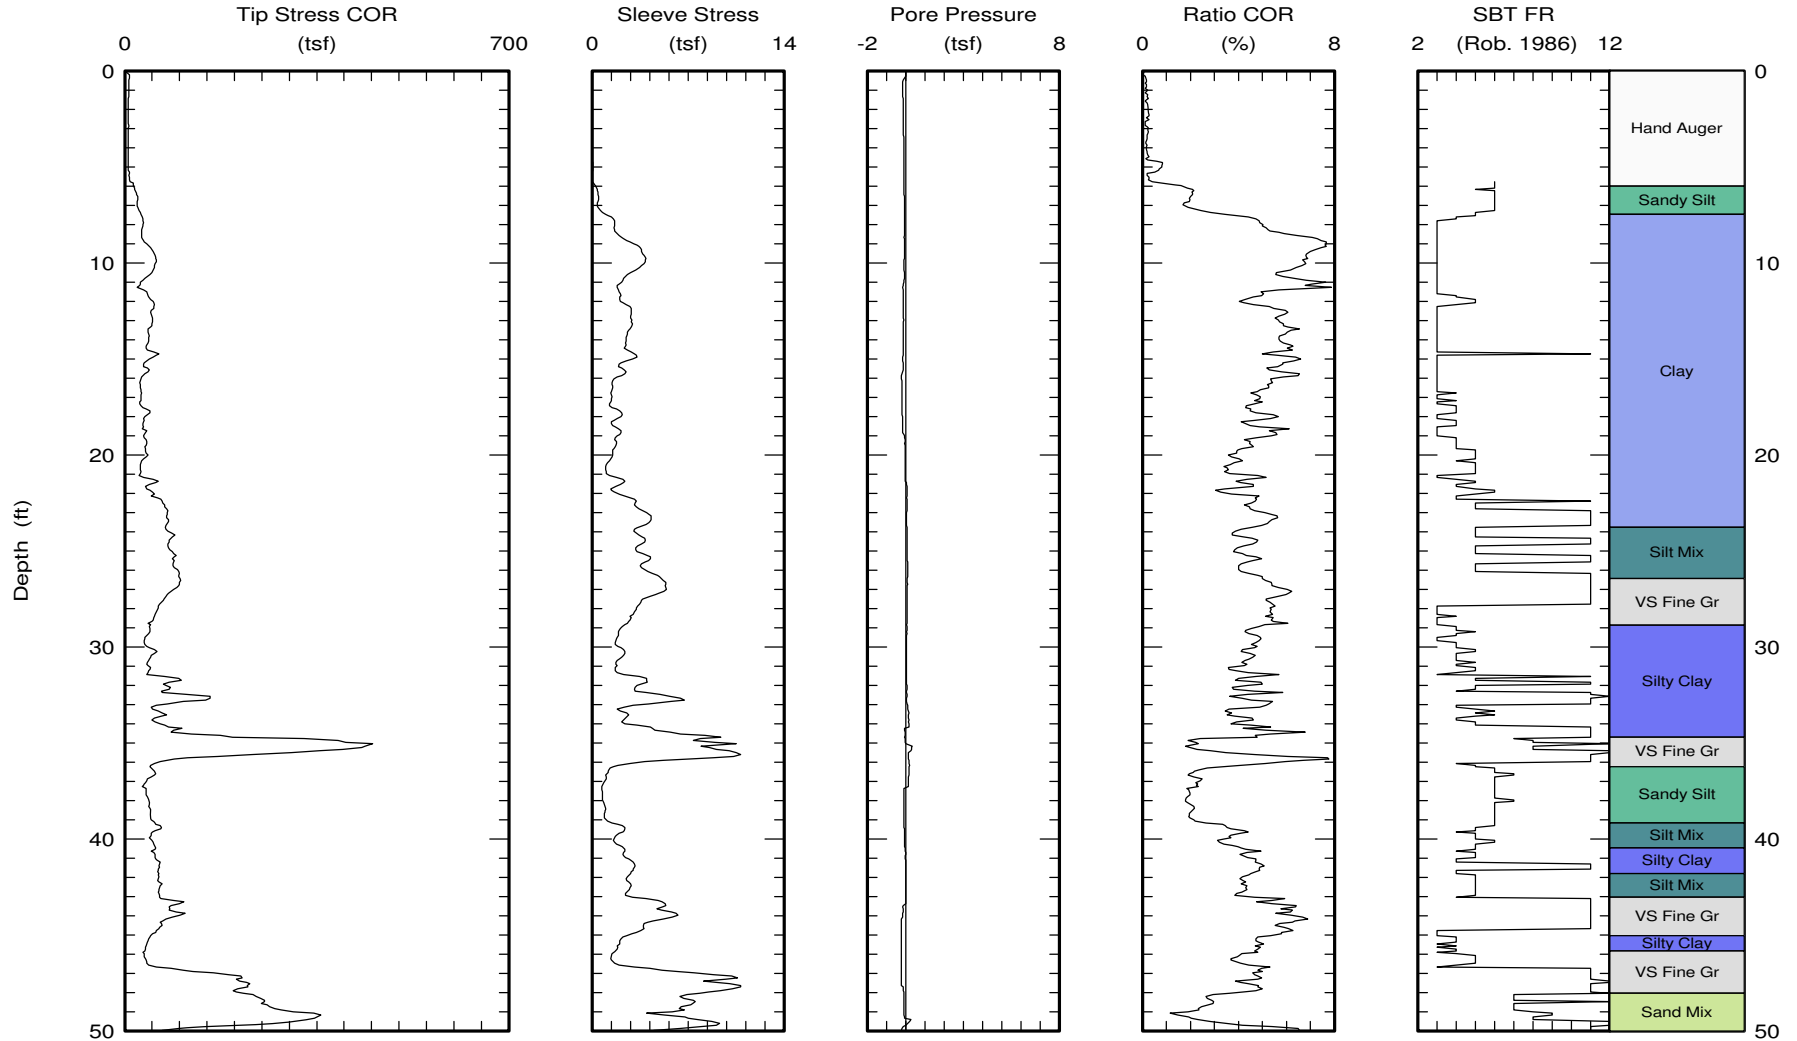 Tip Stress COR Sleeve Stress Pore Pressure Ratio COR SBT FR
0 (tsf) 700 0 (tsf) 14 -2 (tsf) 8 0 (%) 8 2 (Rob. 1986) 12
0 0
Hand Auger
Sandy Silt
10 10
Clay
20 20
Depth (ft)
Silt Mix
VS Fine Gr
30 30
Silty Clay
VS Fine Gr
Sandy Silt
Silt Mix
40 40
Silty Clay
Silt Mix
VS Fine Gr
Silty Clay
VS Fine Gr
Sand Mix
50 50